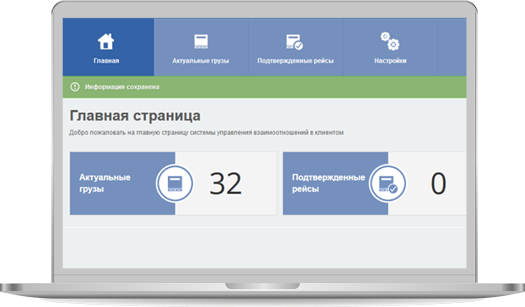 Главная
Актуальные грузы
Подтвержденные рейсы
Настройки
Информация сохранена
Главная страница
Добро пожаловать на главную страницу системы управления взаимоотношений в клиентом
Актуальные
грузы
32
Подтвержденные
рейсы
0